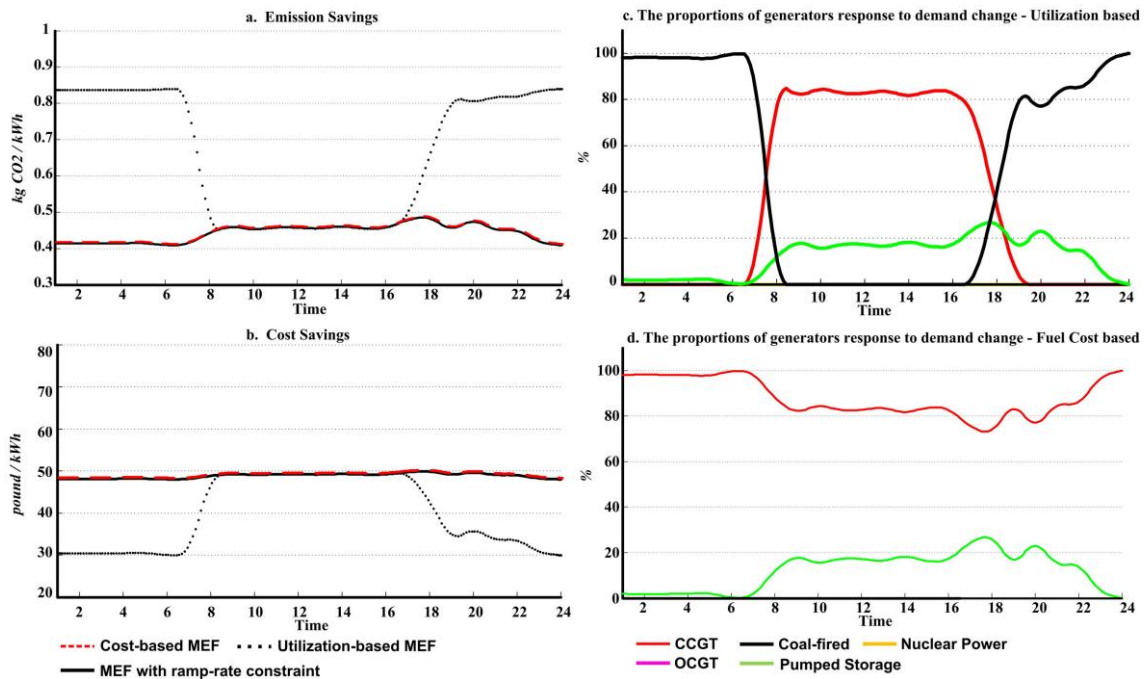 a. Emission Savings
kg CO2 / kWh
1
0.9
0.8
0.7
0.6
0.5
0.4
0.3
2 4 6 8 10 12 14 16 18 20 22 24
Time
b. Cost Savings
pound / kWh
80
70
60
50
40
30
20
2 4 6 8 10 12 14 16 18 20 22 24
Time
Cost-based MEF
Utilization-based MEF
MEF with ramp-rate constraint
c. The proportions of generators response to demand change - Utilization based
%
100
80
60
40
20
0
2 4 6 8 10 12 14 16 18 20 22 24
Time
d. The proportions of generators response to demand change - Fuel Cost based
%
100
80
60
40
20
0
2 4 6 8 10 12 14 16 18 20 22 24
Time
CCGT
Coal-fired
Nuclear Power
OCGT
Pumped Storage